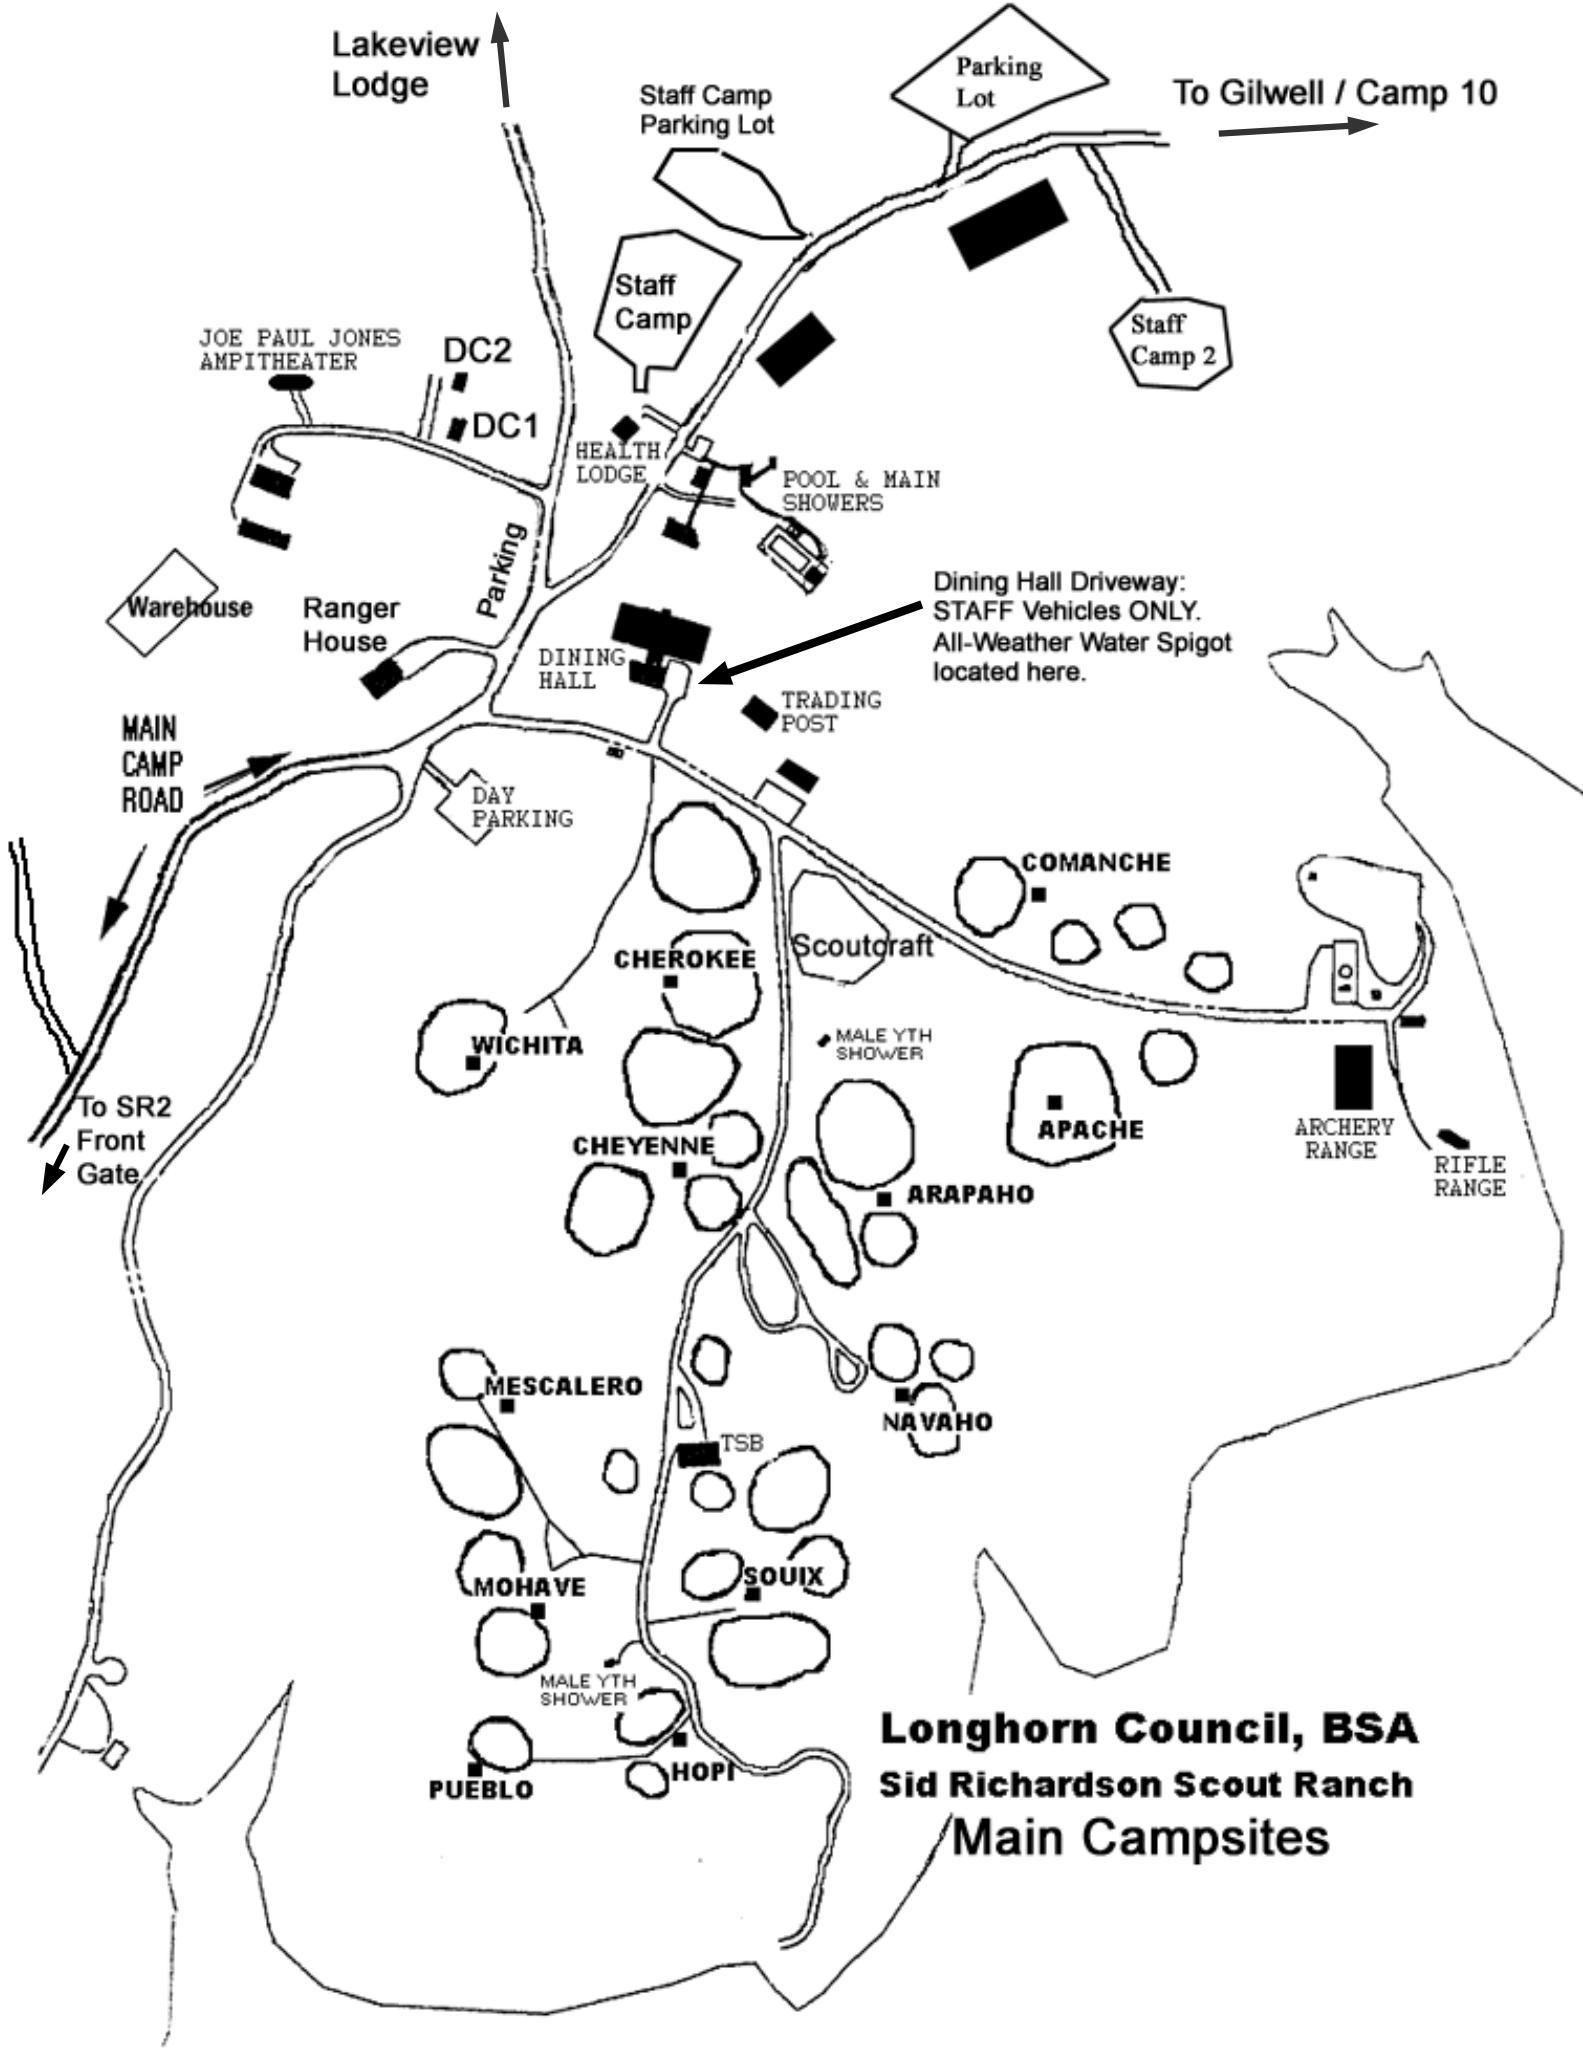 Lakeview
Lodge
Staff Camp
Parking Lot
Parking
Lot
To Gilwell / Camp 10
Staff
Camp
Staff
Camp 2
JOE PAUL JONES
AMPITHEATER
DC2
DC1
HEALTH
LODGE
POOL & MAIN
SHOWERS
Parking
Warehouse
Ranger
House
Dining Hall Driveway:
STAFF Vehicles ONLY.
All-Weather Water Spigot
located here.
DINING
HALL
TRADING
POST
MAIN
CAMP
ROAD
DAY
PARKING
COMANCHE
Scoutcraft
CHEROKEE
WICHITA
MALE YTH
SHOWER
To SR2
Front
Gate
CHEYENNE
APACHE
ARCHERY
RANGE
RIFLE
RANGE
ARAPAHO
MESCALERO
NAVAHO
TSB
MOHAVE
SOUIX
MALE YTH
SHOWER
PUEBLO
HOPI
Longhorn Council, BSA
Sid Richardson Scout Ranch
Main Campsites